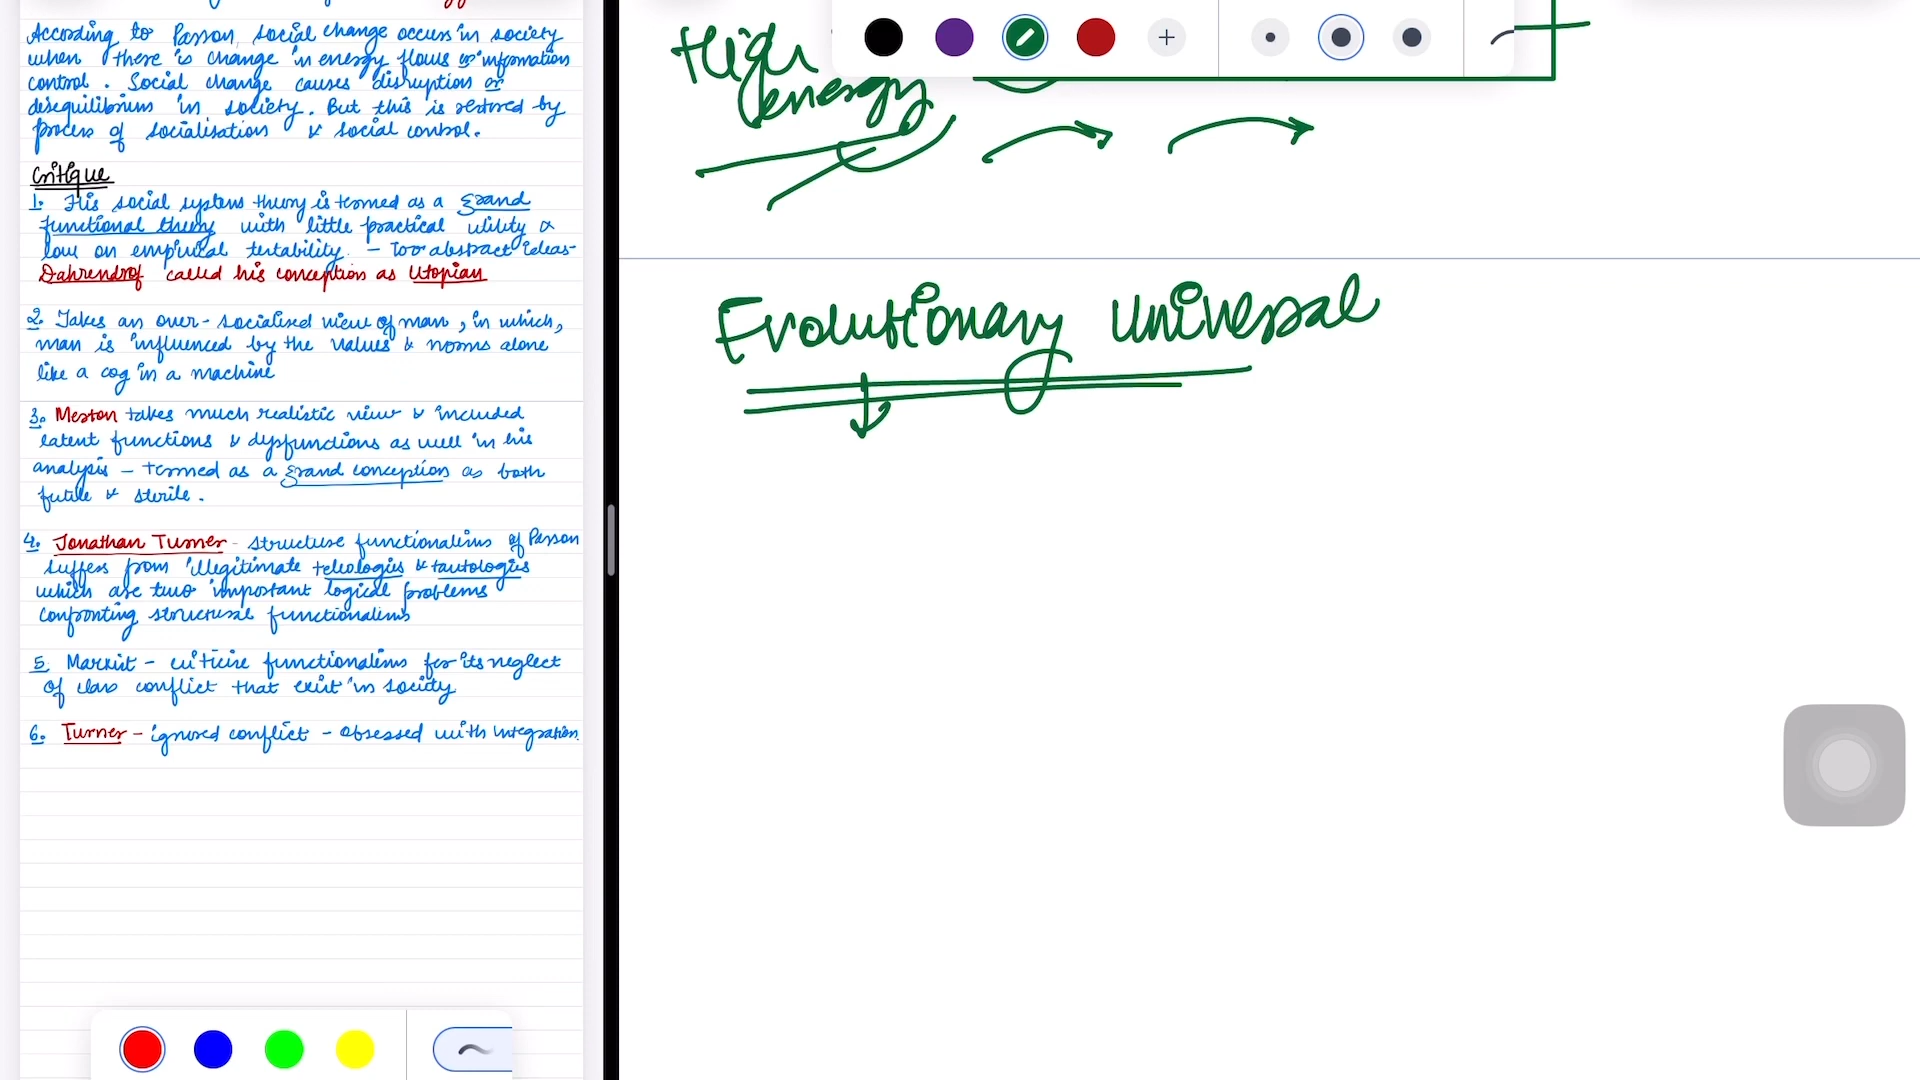 According to Parson, social change occurs in society
when there is change in energy flows or information
control. Social change causes disruption or
disequilibrium in society. But this is restored by
process of socialisation & social control.
Critique
1. His social systems theory is termed as a grand
functional theory with little practical utility &
low on empirical testability - Too abstract ideas-
Dahrendrof called his conception as Utopian
2. Takes an over-socialised view of man, in which,
man is influenced by the values & norms alone
like a cog in a machine
3. Merton takes much realistic view & included
latent functions & dysfunctions as well in his
analysis - termed as a grand conception as both
futile & sterile.
4. Jonathan Turner - structure functionalism of Parson
suffers from illegitimate teleologies & tautologies
which are two important logical problems
confronting structural functionalism
5 Marxist - criticise functionalism for its neglect
of class conflict that exist in society
6. Turner - ignored conflict - obsessed with integration.
High
energy
Evolutionary Universal